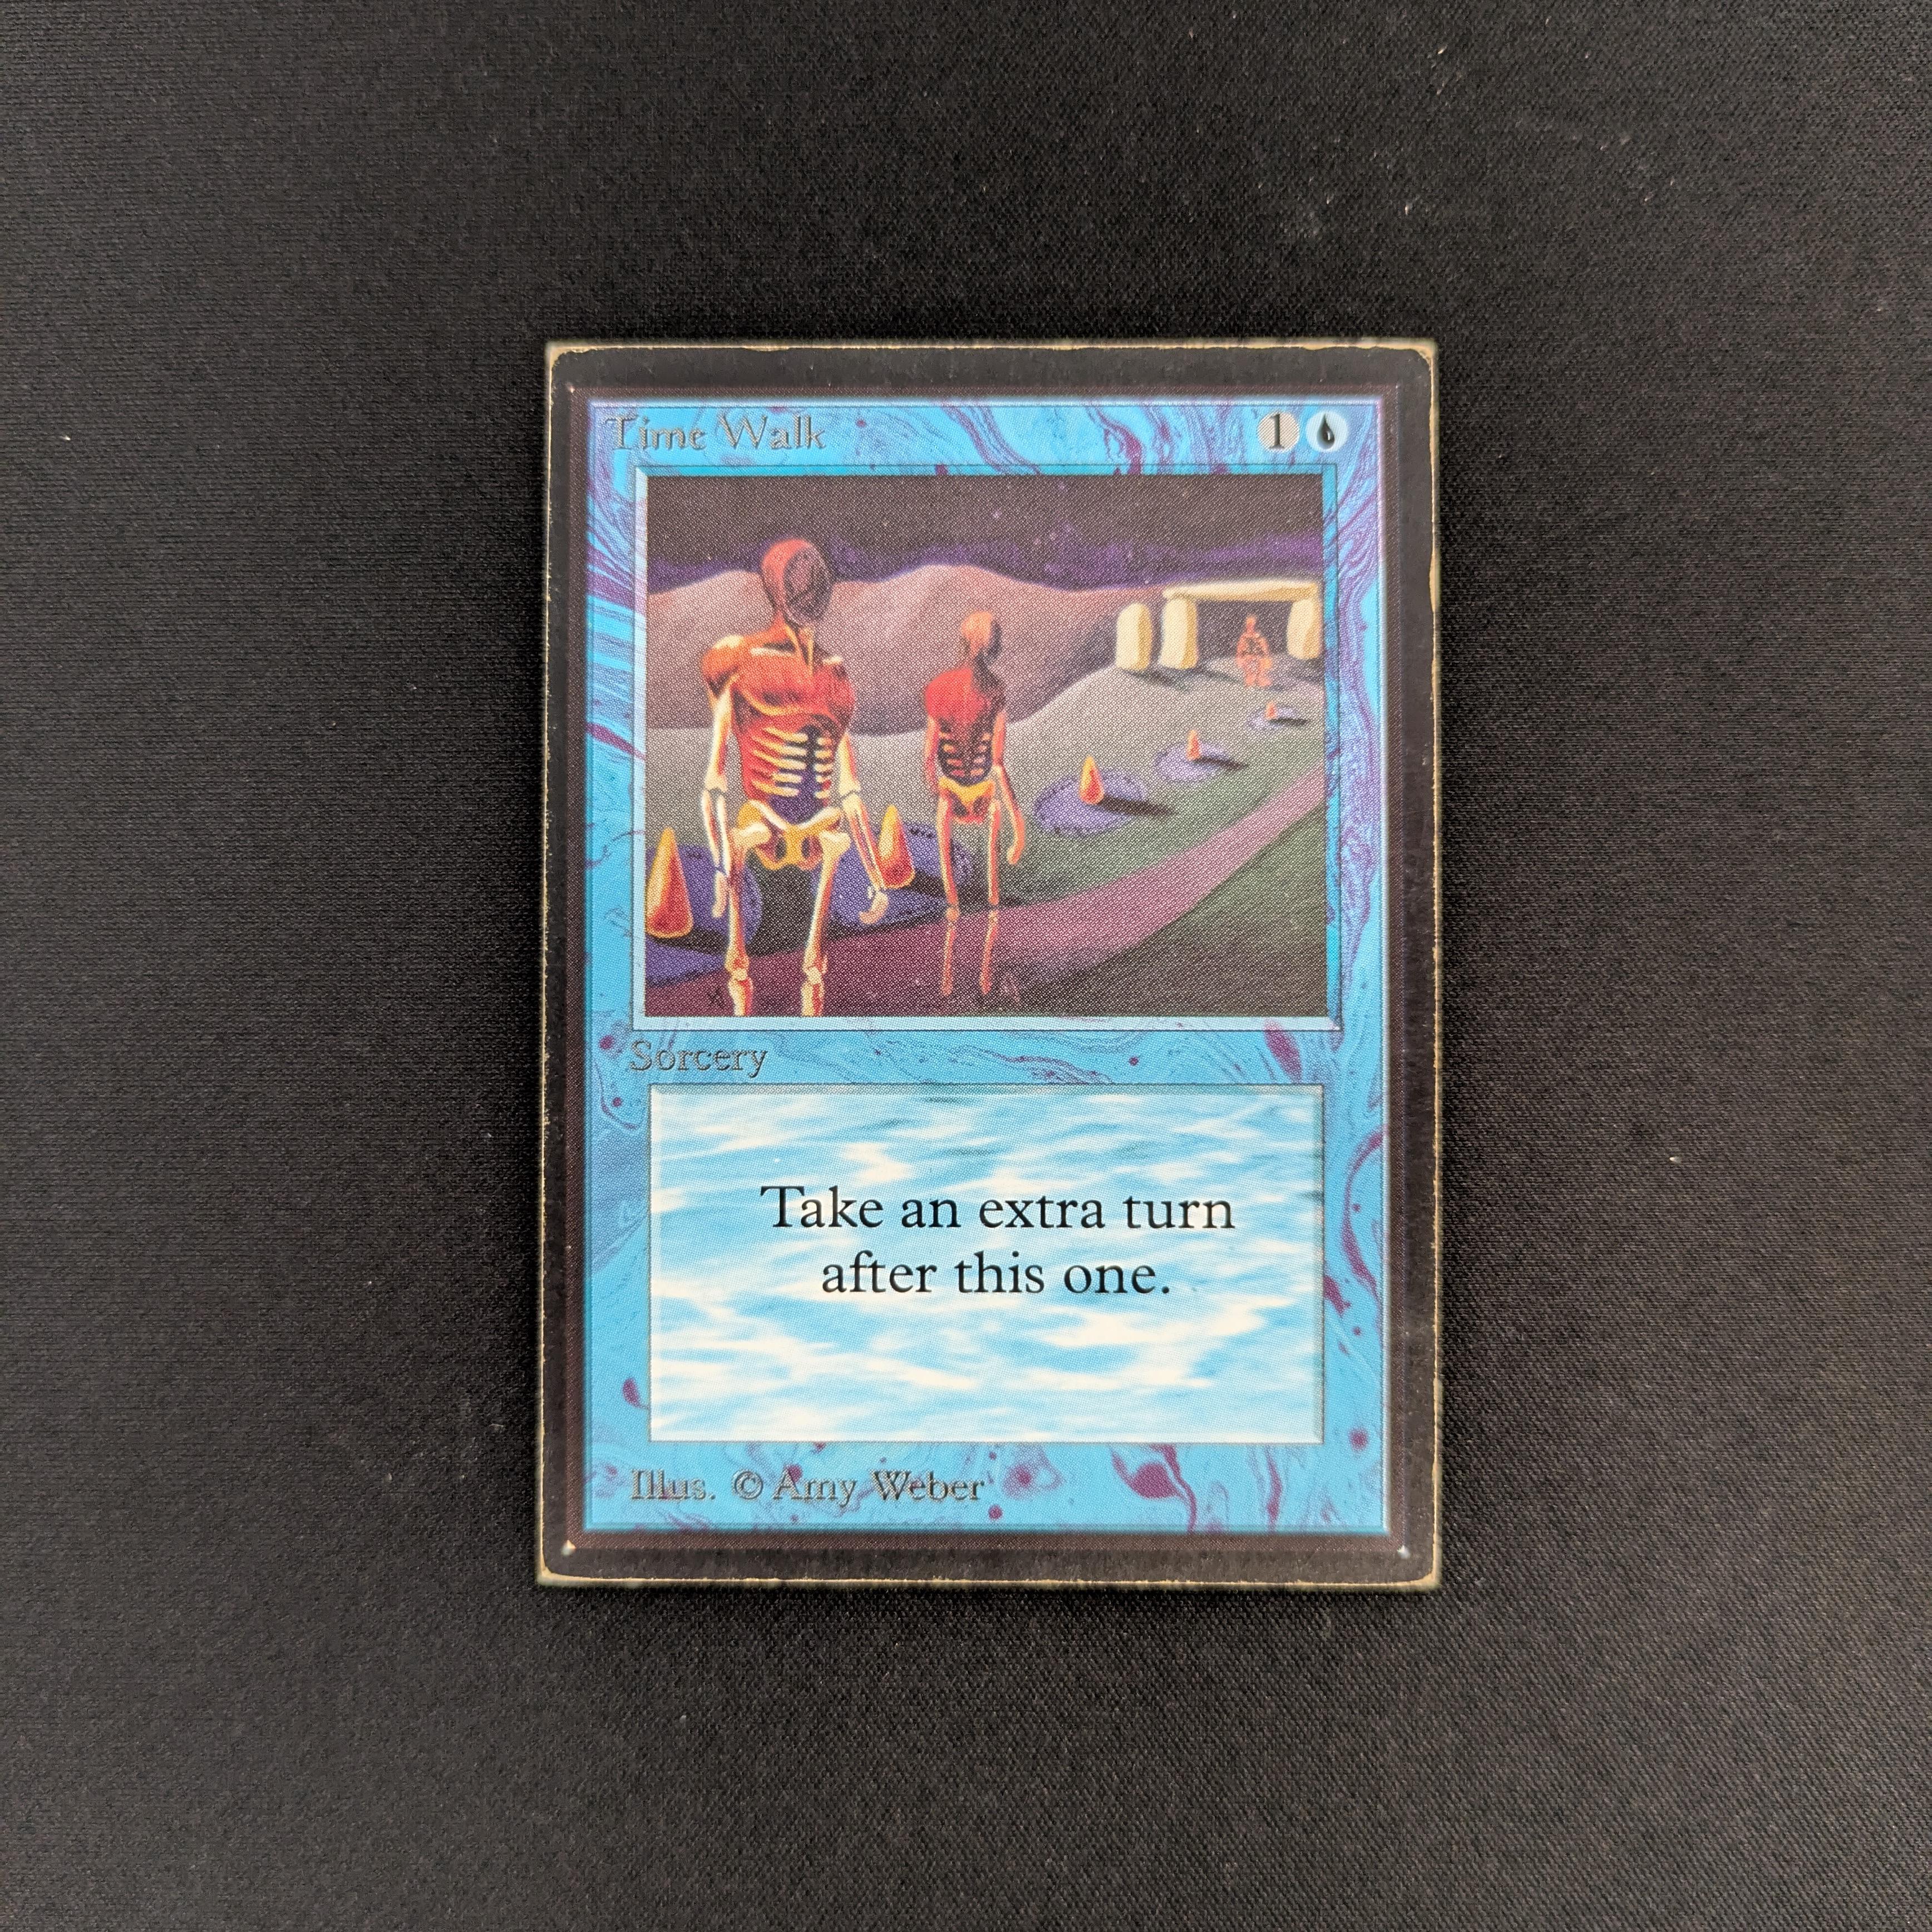 Time Walk 1
Sorcery
Take an extra turn
after this one.
Illus. © Amy Weber